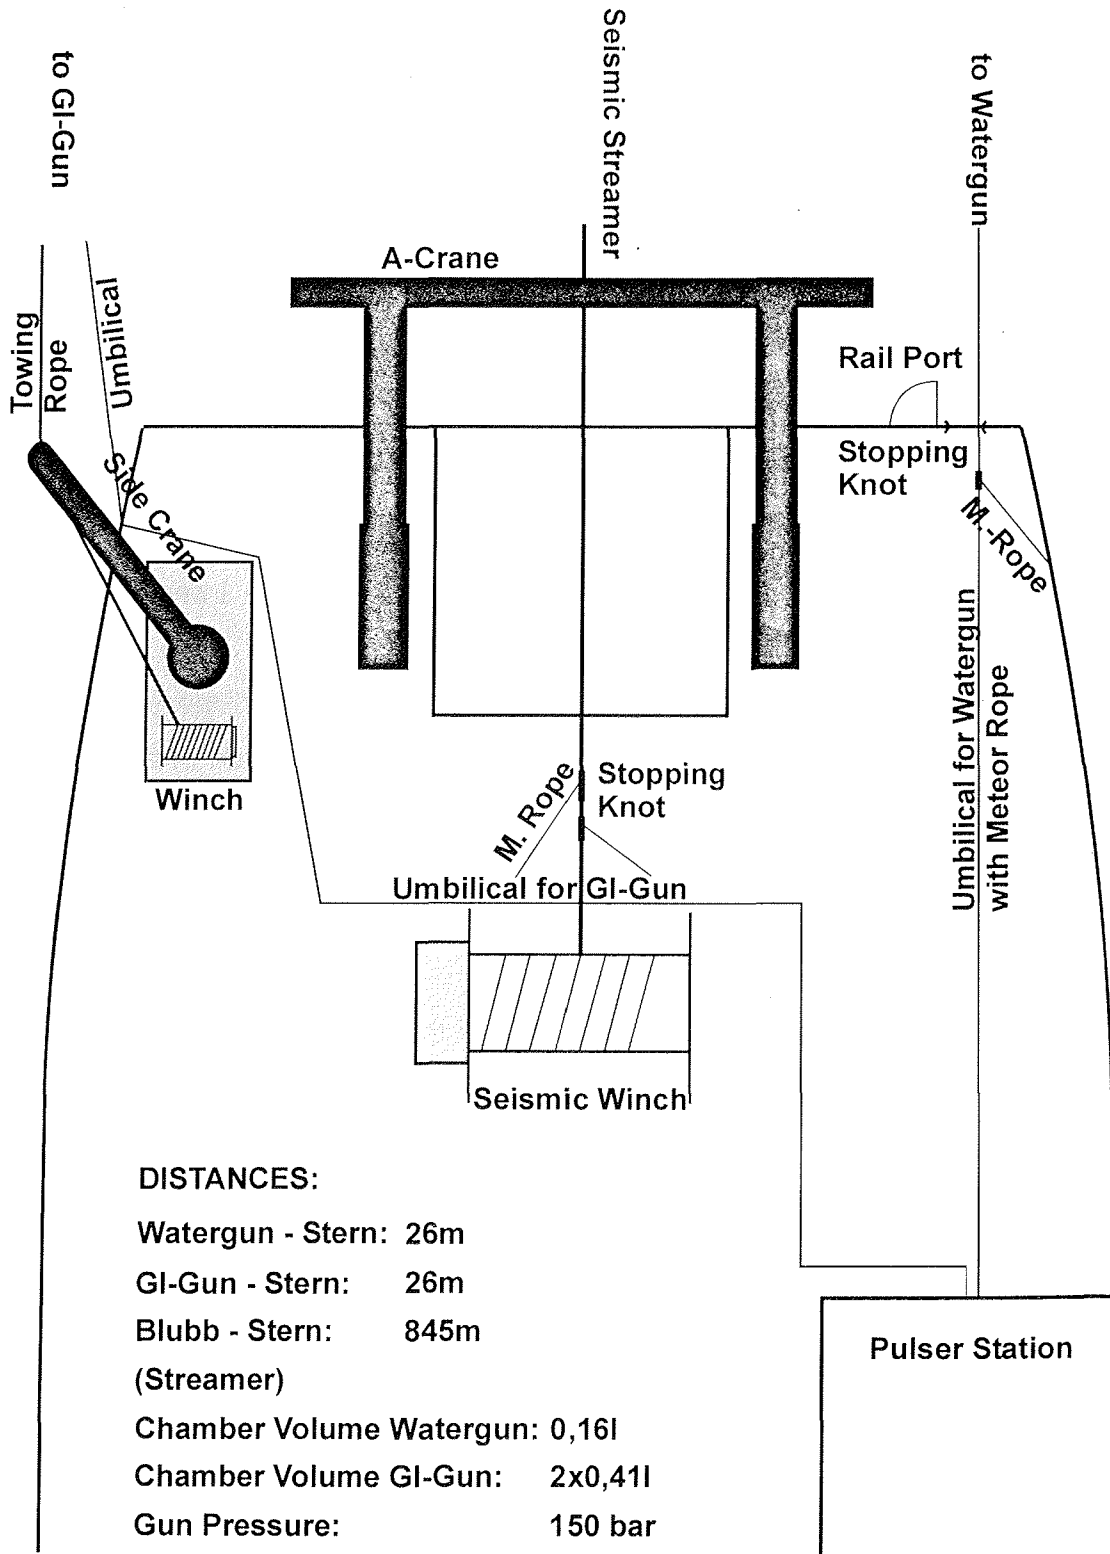 to GI-Gun
Seismic Streamer
to Watergun
A-Crane
Towing
Rope
Umbilical
Rail Port
Stopping
Knot
Side Crane
M.-Rope
Winch
M. Rope
Stopping
Knot
Umbilical for Watergun
with Meteor Rope
Umbilical for GI-Gun
Seismic Winch
DISTANCES:
Watergun - Stern: 26m
GI-Gun - Stern: 26m
Blubb - Stern: 845m
(Streamer)
Chamber Volume Watergun: 0,16l
Chamber Volume GI-Gun: 2x0,41l
Gun Pressure: 150 bar
Pulser Station